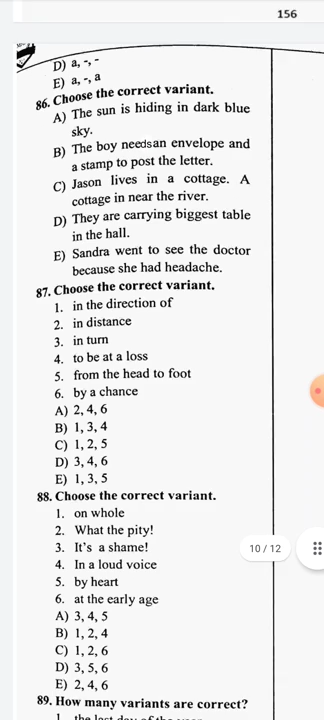 156
D) a, -, -
E) a, -, a
86. Choose the correct variant.
A) The sun is hiding in dark blue
sky.
B) The boy needsan envelope and
a stamp to post the letter.
C) Jason lives in a cottage. A
cottage in near the river.
D) They are carrying biggest table
in the hall.
E) Sandra went to see the doctor
because she had headache.
87. Choose the correct variant.
1. in the direction of
2. in distance
3. in turn
4. to be at a loss
5. from the head to foot
6. by a chance
A) 2, 4, 6
B) 1, 3, 4
C) 1, 2, 5
D) 3, 4, 6
E) 1, 3, 5
88. Choose the correct variant.
1. on whole
2. What the pity!
3. It's a shame!
4. In a loud voice
5. by heart
6. at the early age
A) 3, 4, 5
B) 1, 2, 4
C) 1, 2, 6
D) 3, 5, 6
E) 2, 4, 6
10 / 12
89. How many variants are correct?
1. the last day of the